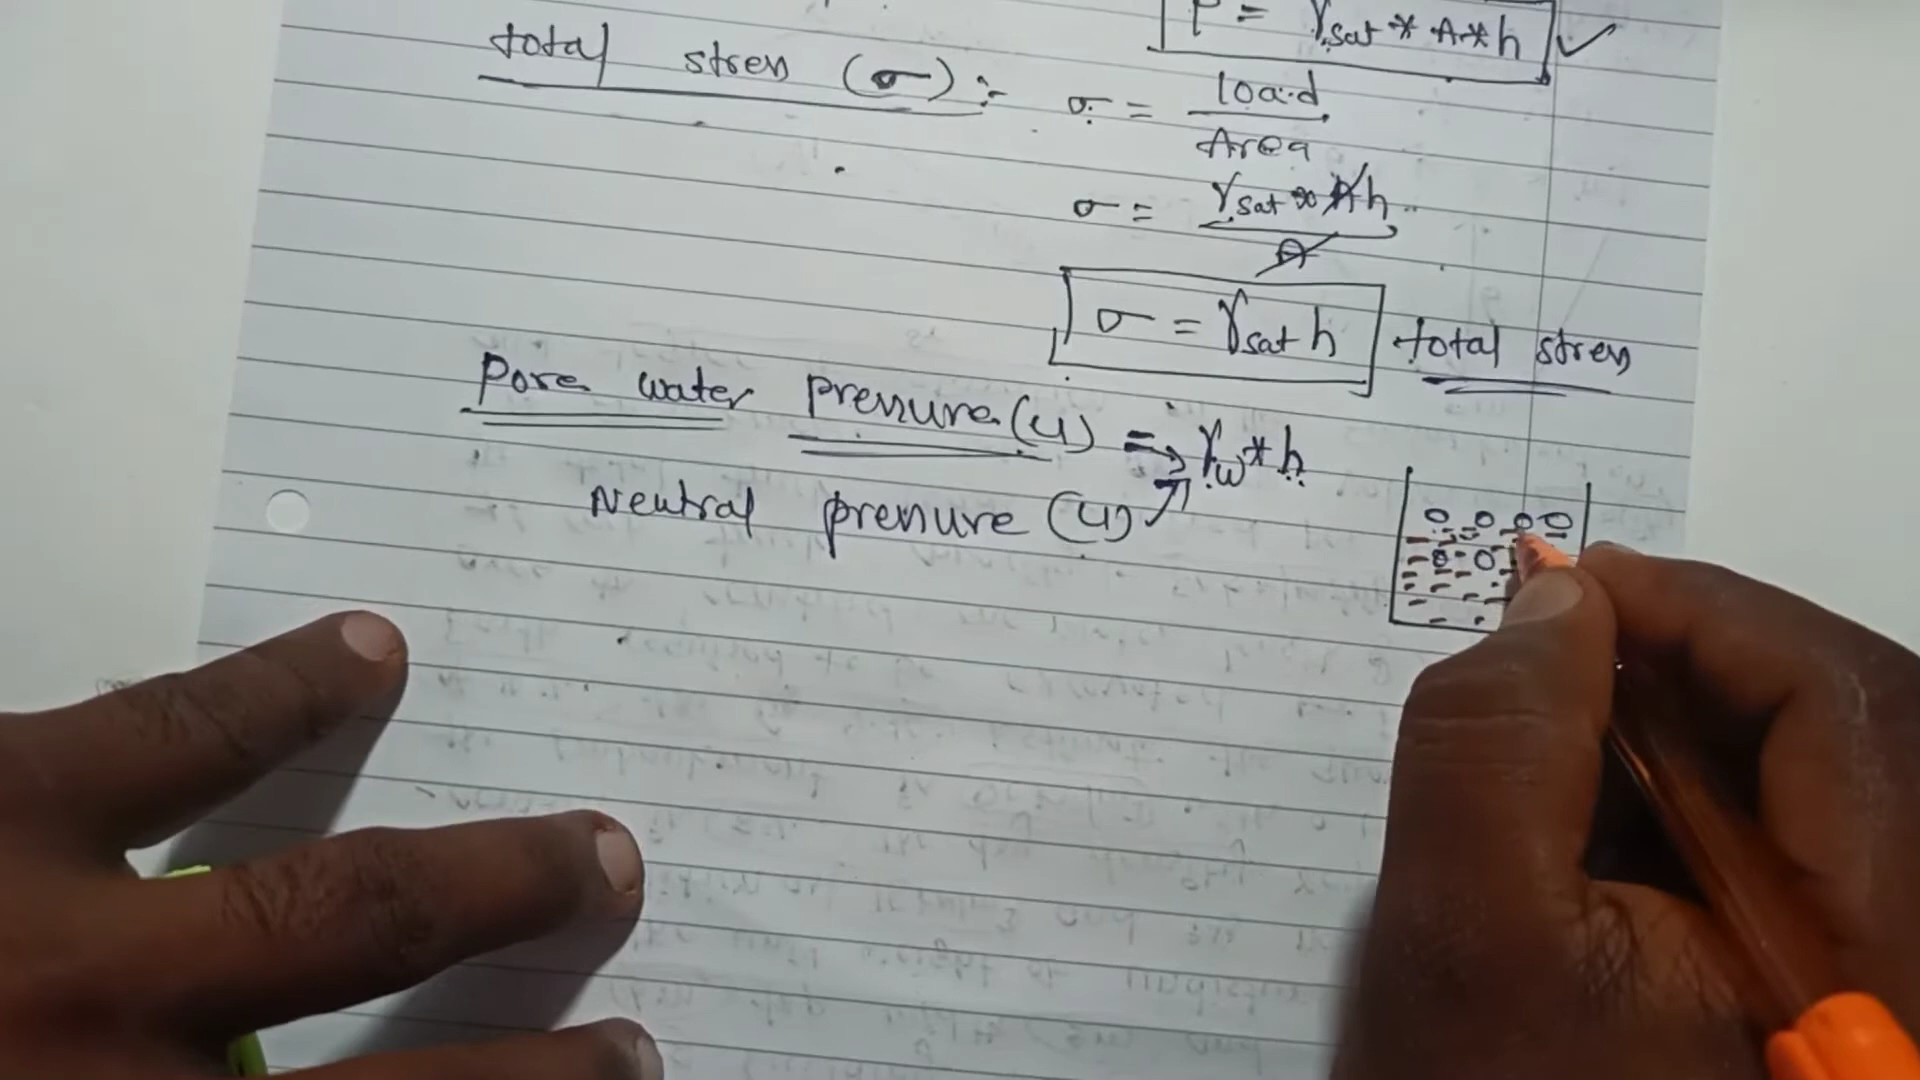 P = γsat * A * h ✓
total stress (σ) :-
σ = load / Area
σ = γsat * A h / A
σ = γsat h total stress
Pore water pressure (u) => γw * h
Neutral pressure (u)